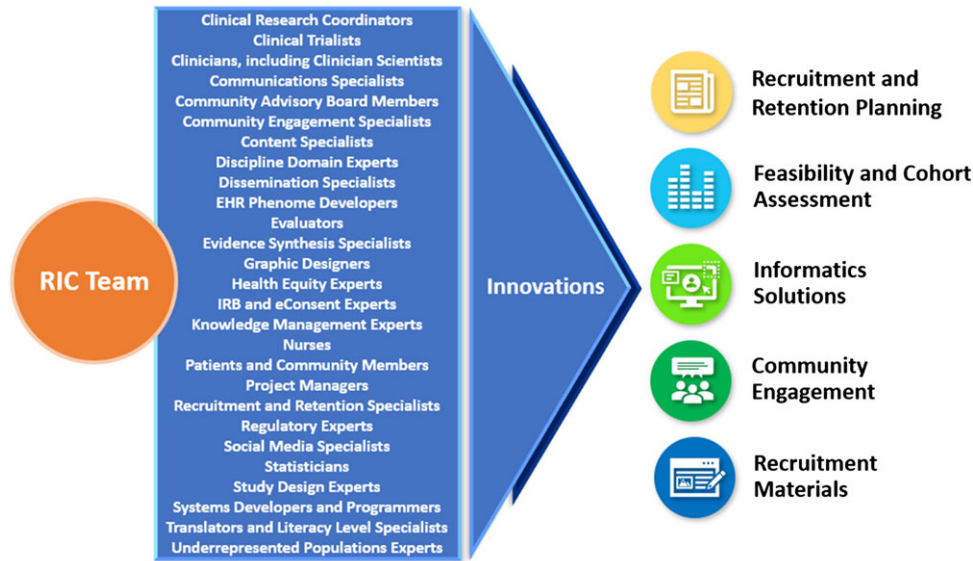 RIC Team
Clinical Research Coordinators
Clinical Trialists
Clinicians, including Clinician Scientists
Communications Specialists
Community Advisory Board Members
Community Engagement Specialists
Content Specialists
Discipline Domain Experts
Dissemination Specialists
EHR Phenome Developers
Evaluators
Evidence Synthesis Specialists
Graphic Designers
Health Equity Experts
IRB and eConsent Experts
Knowledge Management Experts
Nurses
Patients and Community Members
Project Managers
Recruitment and Retention Specialists
Regulatory Experts
Social Media Specialists
Statisticians
Study Design Experts
Systems Developers and Programmers
Translators and Literacy Level Specialists
Underrepresented Populations Experts
Innovations
Recruitment and
Retention Planning
Feasibility and Cohort
Assessment
Informatics
Solutions
Community
Engagement
Recruitment
Materials